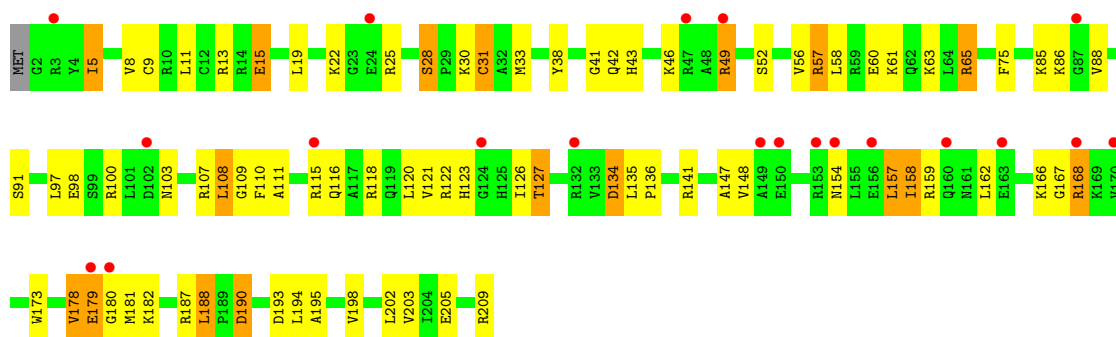 MET G2 R3 Y4 I5 V8 C9 R10 L11 C12 R13 R14 E15 L19 K22 G23 E24 R25 S28 P29 K30 C31 A32 M33 Y38 G41 Q42 H43 K46 R47 A48 R49 S52 V56 R57 L58 R59 E60 K61 Q62 K63 L64 R65 F75 K85 K86 G87 V88
S91 L97 E98 S99 R100 L101 D102 N103 R107 L108 G109 F110 A111 R115 Q116 A117 R118 Q119 L120 V121 R122 H123 G124 H125 I126 T127 R132 V133 D134 L135 P136 R141 A147 V148 A149 E150 R153 N154 L155 E156 L157 I158 R159 Q160 N161 L162 E163 K166 G167 R168 K169 V170
W173 V178 E179 G180 M181 K182 R187 L188 P189 D190 D193 L194 A195 V198 L202 V203 I204 E205 R209